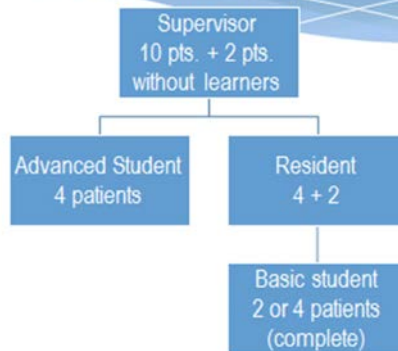 Supervisor
10 pts. + 2 pts.
without learners
Advanced Student
4 patients
Resident
4 + 2
Basic student
2 or 4 patients
(complete)